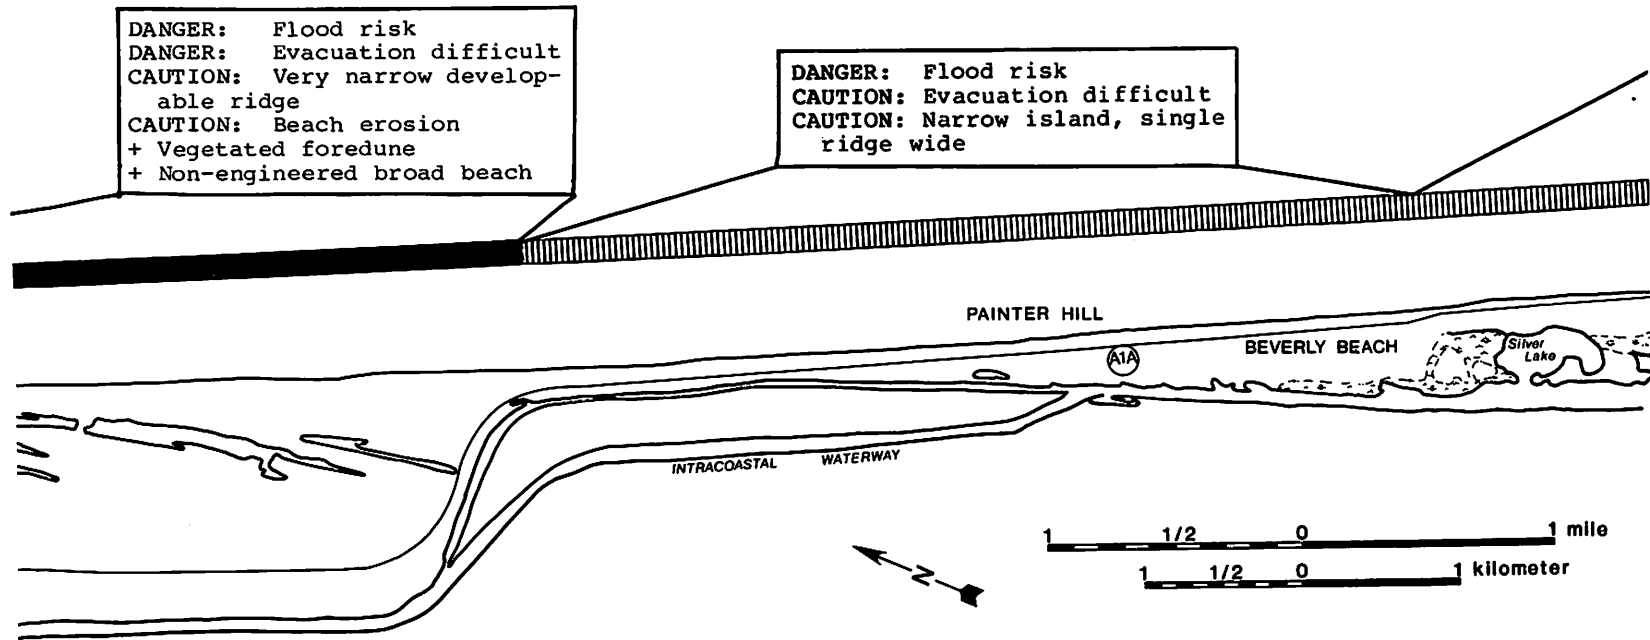 DANGER: Flood risk
DANGER: Evacuation difficult
CAUTION: Very narrow develop-
able ridge
CAUTION: Beach erosion
+ Vegetated foredune
+ Non-engineered broad beach
DANGER: Flood risk
CAUTION: Evacuation difficult
CAUTION: Narrow island, single
ridge wide
PAINTER HILL
A1A
BEVERLY BEACH
Silver
Lake
INTRACOASTAL WATERWAY
N
1 1/2 0 1 mile
1 1/2 0 1 kilometer